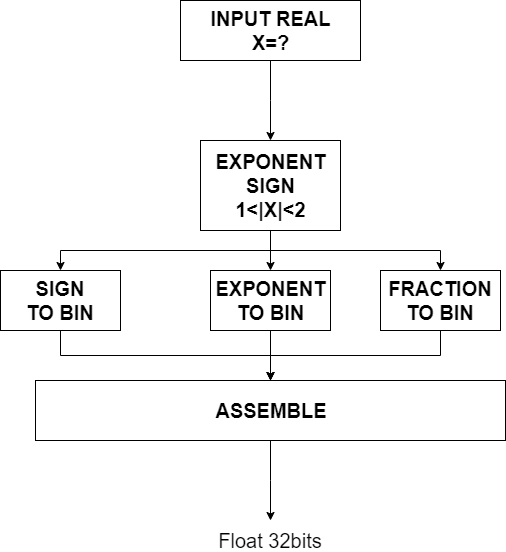 INPUT REAL
X=?
EXPONENT
SIGN
1<|X|<2
SIGN
TO BIN
EXPONENT
TO BIN
FRACTION
TO BIN
ASSEMBLE
Float 32bits